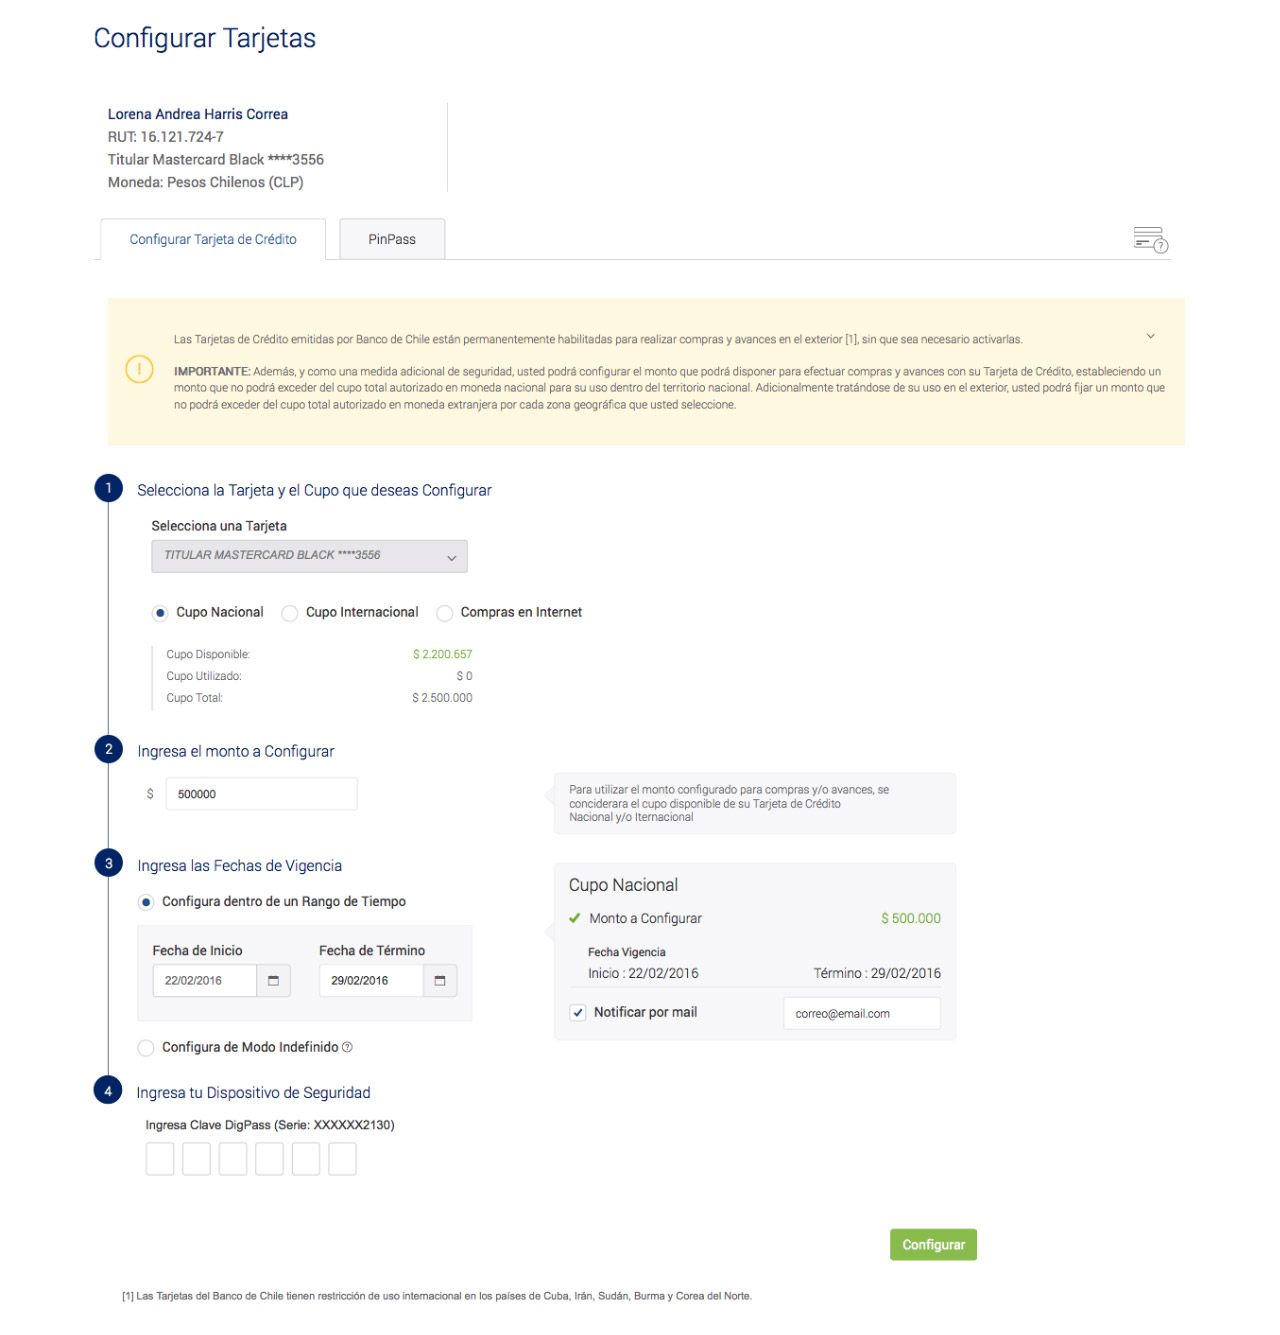 Configurar Tarjetas
Lorena Andrea Harris Correa
RUT: 16.121.724-7
Titular Mastercard Black ****3556
Moneda: Pesos Chilenos (CLP)
Configurar Tarjeta de Crédito
PinPass
?
Las Tarjetas de Crédito emitidas por Banco de Chile están permanentemente habilitadas para realizar compras y avances en el exterior [1], sin que sea necesario activarlas.
!
IMPORTANTE: Además, y como una medida adicional de seguridad, usted podrá configurar el monto que podrá disponer para efectuar compras y avances con su Tarjeta de Crédito, estableciendo un
monto que no podrá exceder del cupo total autorizado en moneda nacional para su uso dentro del territorio nacional. Adicionalmente tratándose de su uso en el exterior, usted podrá fijar un monto que
no podrá exceder del cupo total autorizado en moneda extranjera por cada zona geográfica que usted seleccione.
1 Selecciona la Tarjeta y el Cupo que deseas Configurar
Selecciona una Tarjeta
TITULAR MASTERCARD BLACK ****3556
Cupo Nacional Cupo Internacional Compras en Internet
Cupo Disponible: $ 2.200.657
Cupo Utilizado: $ 0
Cupo Total: $ 2.500.000
2 Ingresa el monto a Configurar
$ 500000
Para utilizar el monto configurado para compras y/o avances, se
conciderara el cupo disponible de su Tarjeta de Crédito
Nacional y/o Iternacional
3 Ingresa las Fechas de Vigencia
Configura dentro de un Rango de Tiempo
Fecha de Inicio Fecha de Término
22/02/2016 29/02/2016
Configura de Modo Indefinido ?
Cupo Nacional
Monto a Configurar $ 500.000
Fecha Vigencia
Inicio : 22/02/2016 Término : 29/02/2016
Notificar por mail correo@email.com
4 Ingresa tu Dispositivo de Seguridad
Ingresa Clave DigPass (Serie: XXXXXX2130)
Configurar
[1] Las Tarjetas del Banco de Chile tienen restricción de uso internacional en los países de Cuba, Irán, Sudán, Burma y Corea del Norte.